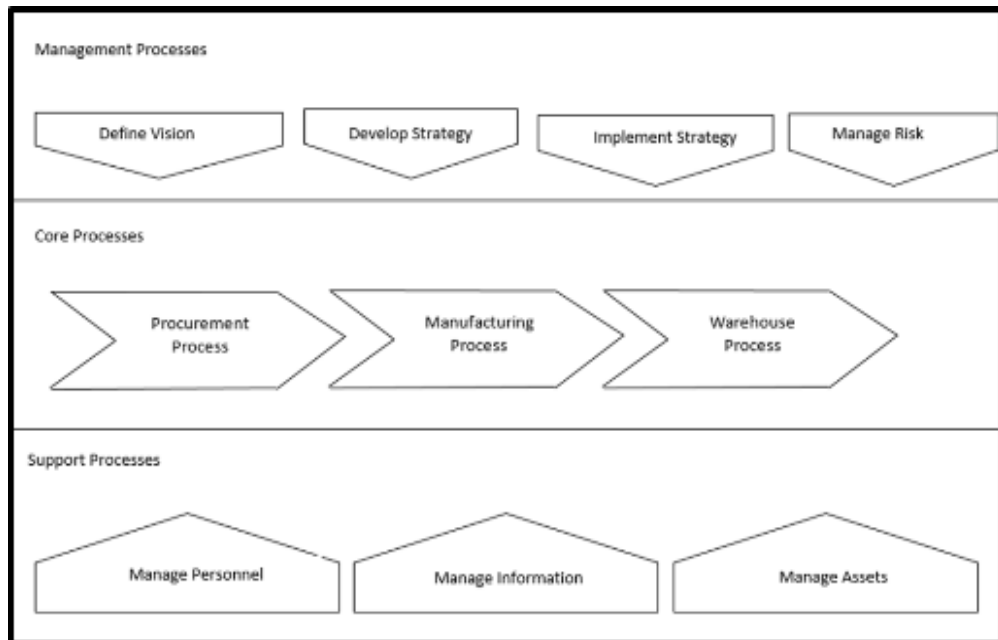 Management Processes
Define Vision
Develop Strategy
Implement Strategy
Manage Risk
Core Processes
Procurement
Process
Manufacturing
Process
Warehouse
Process
Support Processes
Manage Personnel
Manage Information
Manage Assets